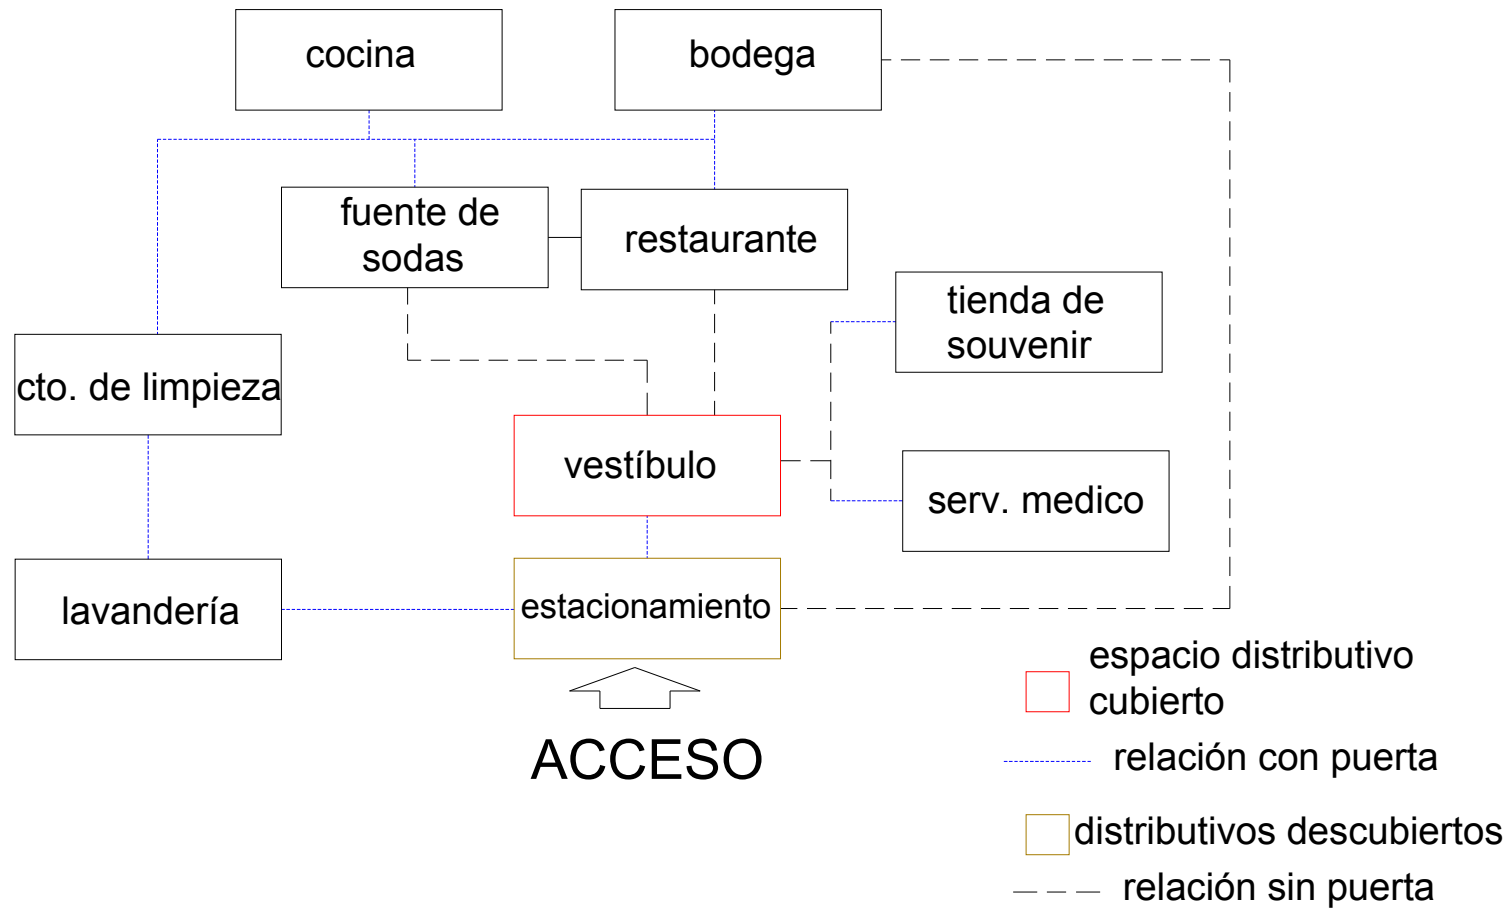 cocina
bodega
fuente de
sodas
restaurante
tienda de
souvenir
cto. de limpieza
vestíbulo
serv. medico
lavandería
estacionamiento
ACCESO
espacio distributivo
cubierto
relación con puerta
distributivos descubiertos
relación sin puerta